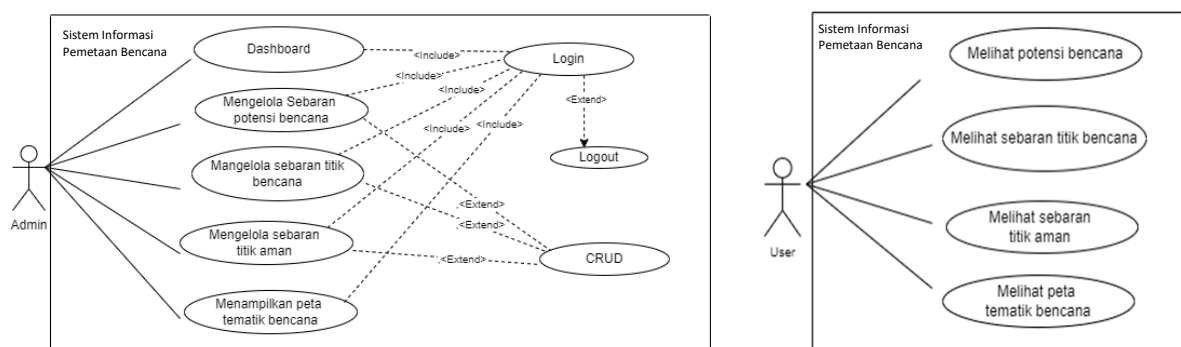 Sistem Informasi
Pemetaan Bencana
Dashboard
<Include>
Login
<Include>
Mengelola Sebaran
potensi bencana
<Include>
<Extend>
<Include>
<Include>
Logout
Mangelola sebaran titik
bencana
Admin
<Extend>
<Extend>
Mengelola sebaran
titik aman
<Extend>
CRUD
Menampilkan peta
tematik bencana
Sistem Informasi
Pemetaan Bencana
Melihat potensi bencana
Melihat sebaran titik bencana
User
Melihat sebaran
titik aman
Melihat peta
tematik bencana